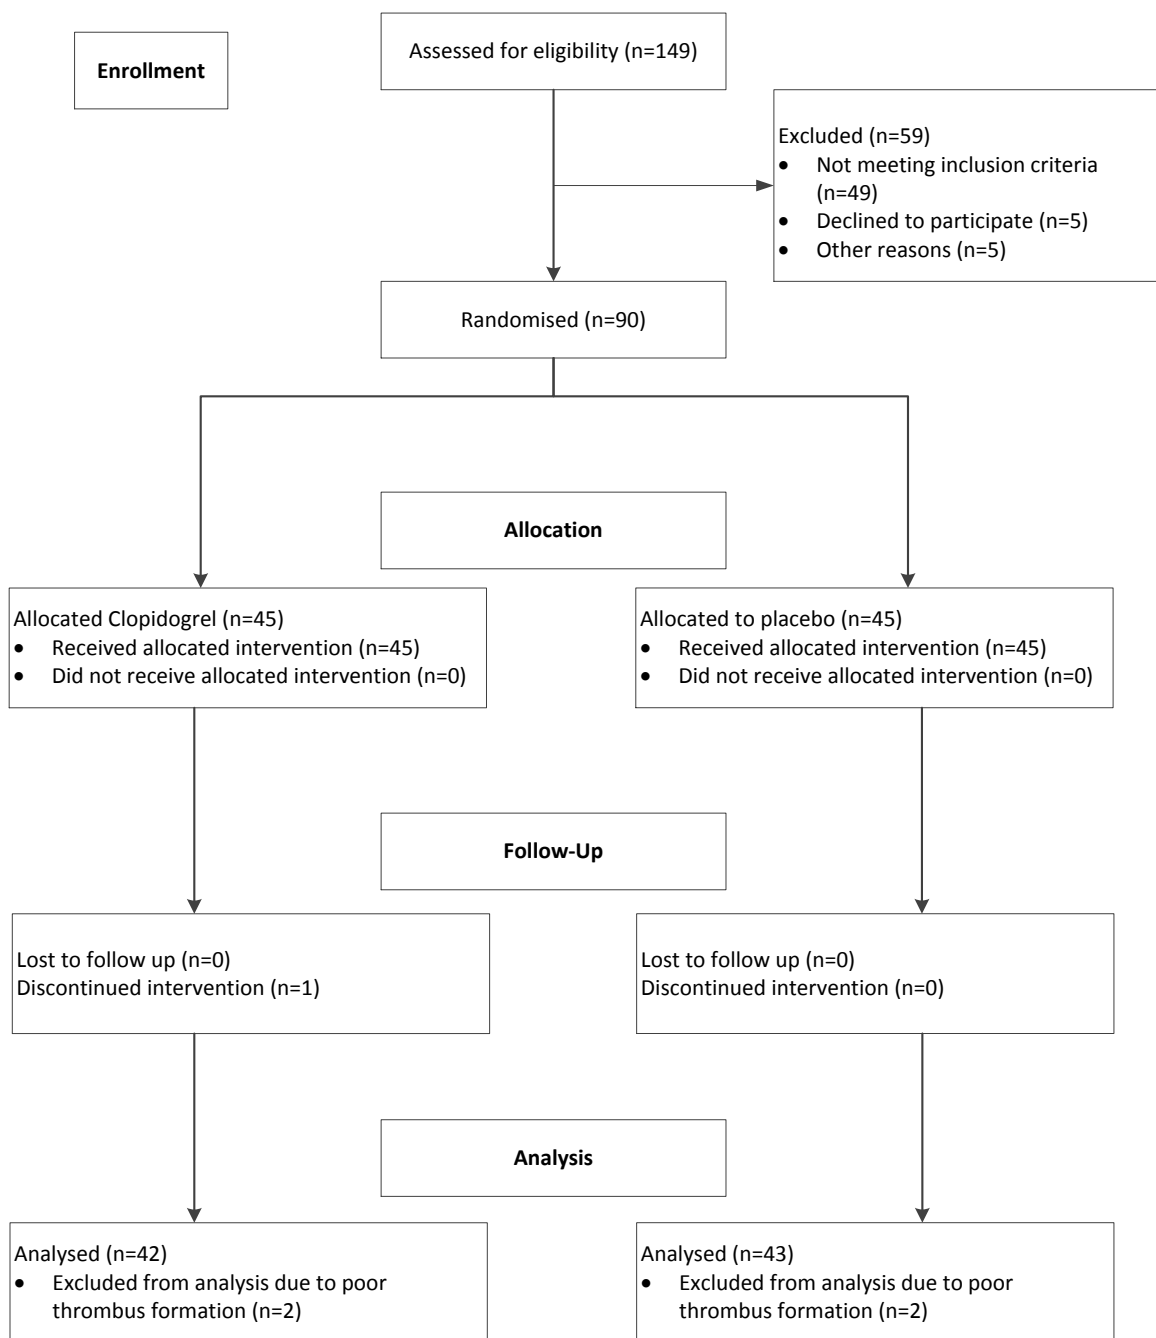 Enrollment
Assessed for eligibility (n=149)
Excluded (n=59)
• Not meeting inclusion criteria
(n=49)
• Declined to participate (n=5)
• Other reasons (n=5)
Randomised (n=90)
Allocation
Allocated Clopidogrel (n=45)
• Received allocated intervention (n=45)
• Did not receive allocated intervention (n=0)
Allocated to placebo (n=45)
• Received allocated intervention (n=45)
• Did not receive allocated intervention (n=0)
Follow-Up
Lost to follow up (n=0)
Discontinued intervention (n=1)
Lost to follow up (n=0)
Discontinued intervention (n=0)
Analysis
Analysed (n=42)
• Excluded from analysis due to poor
thrombus formation (n=2)
Analysed (n=43)
• Excluded from analysis due to poor
thrombus formation (n=2)